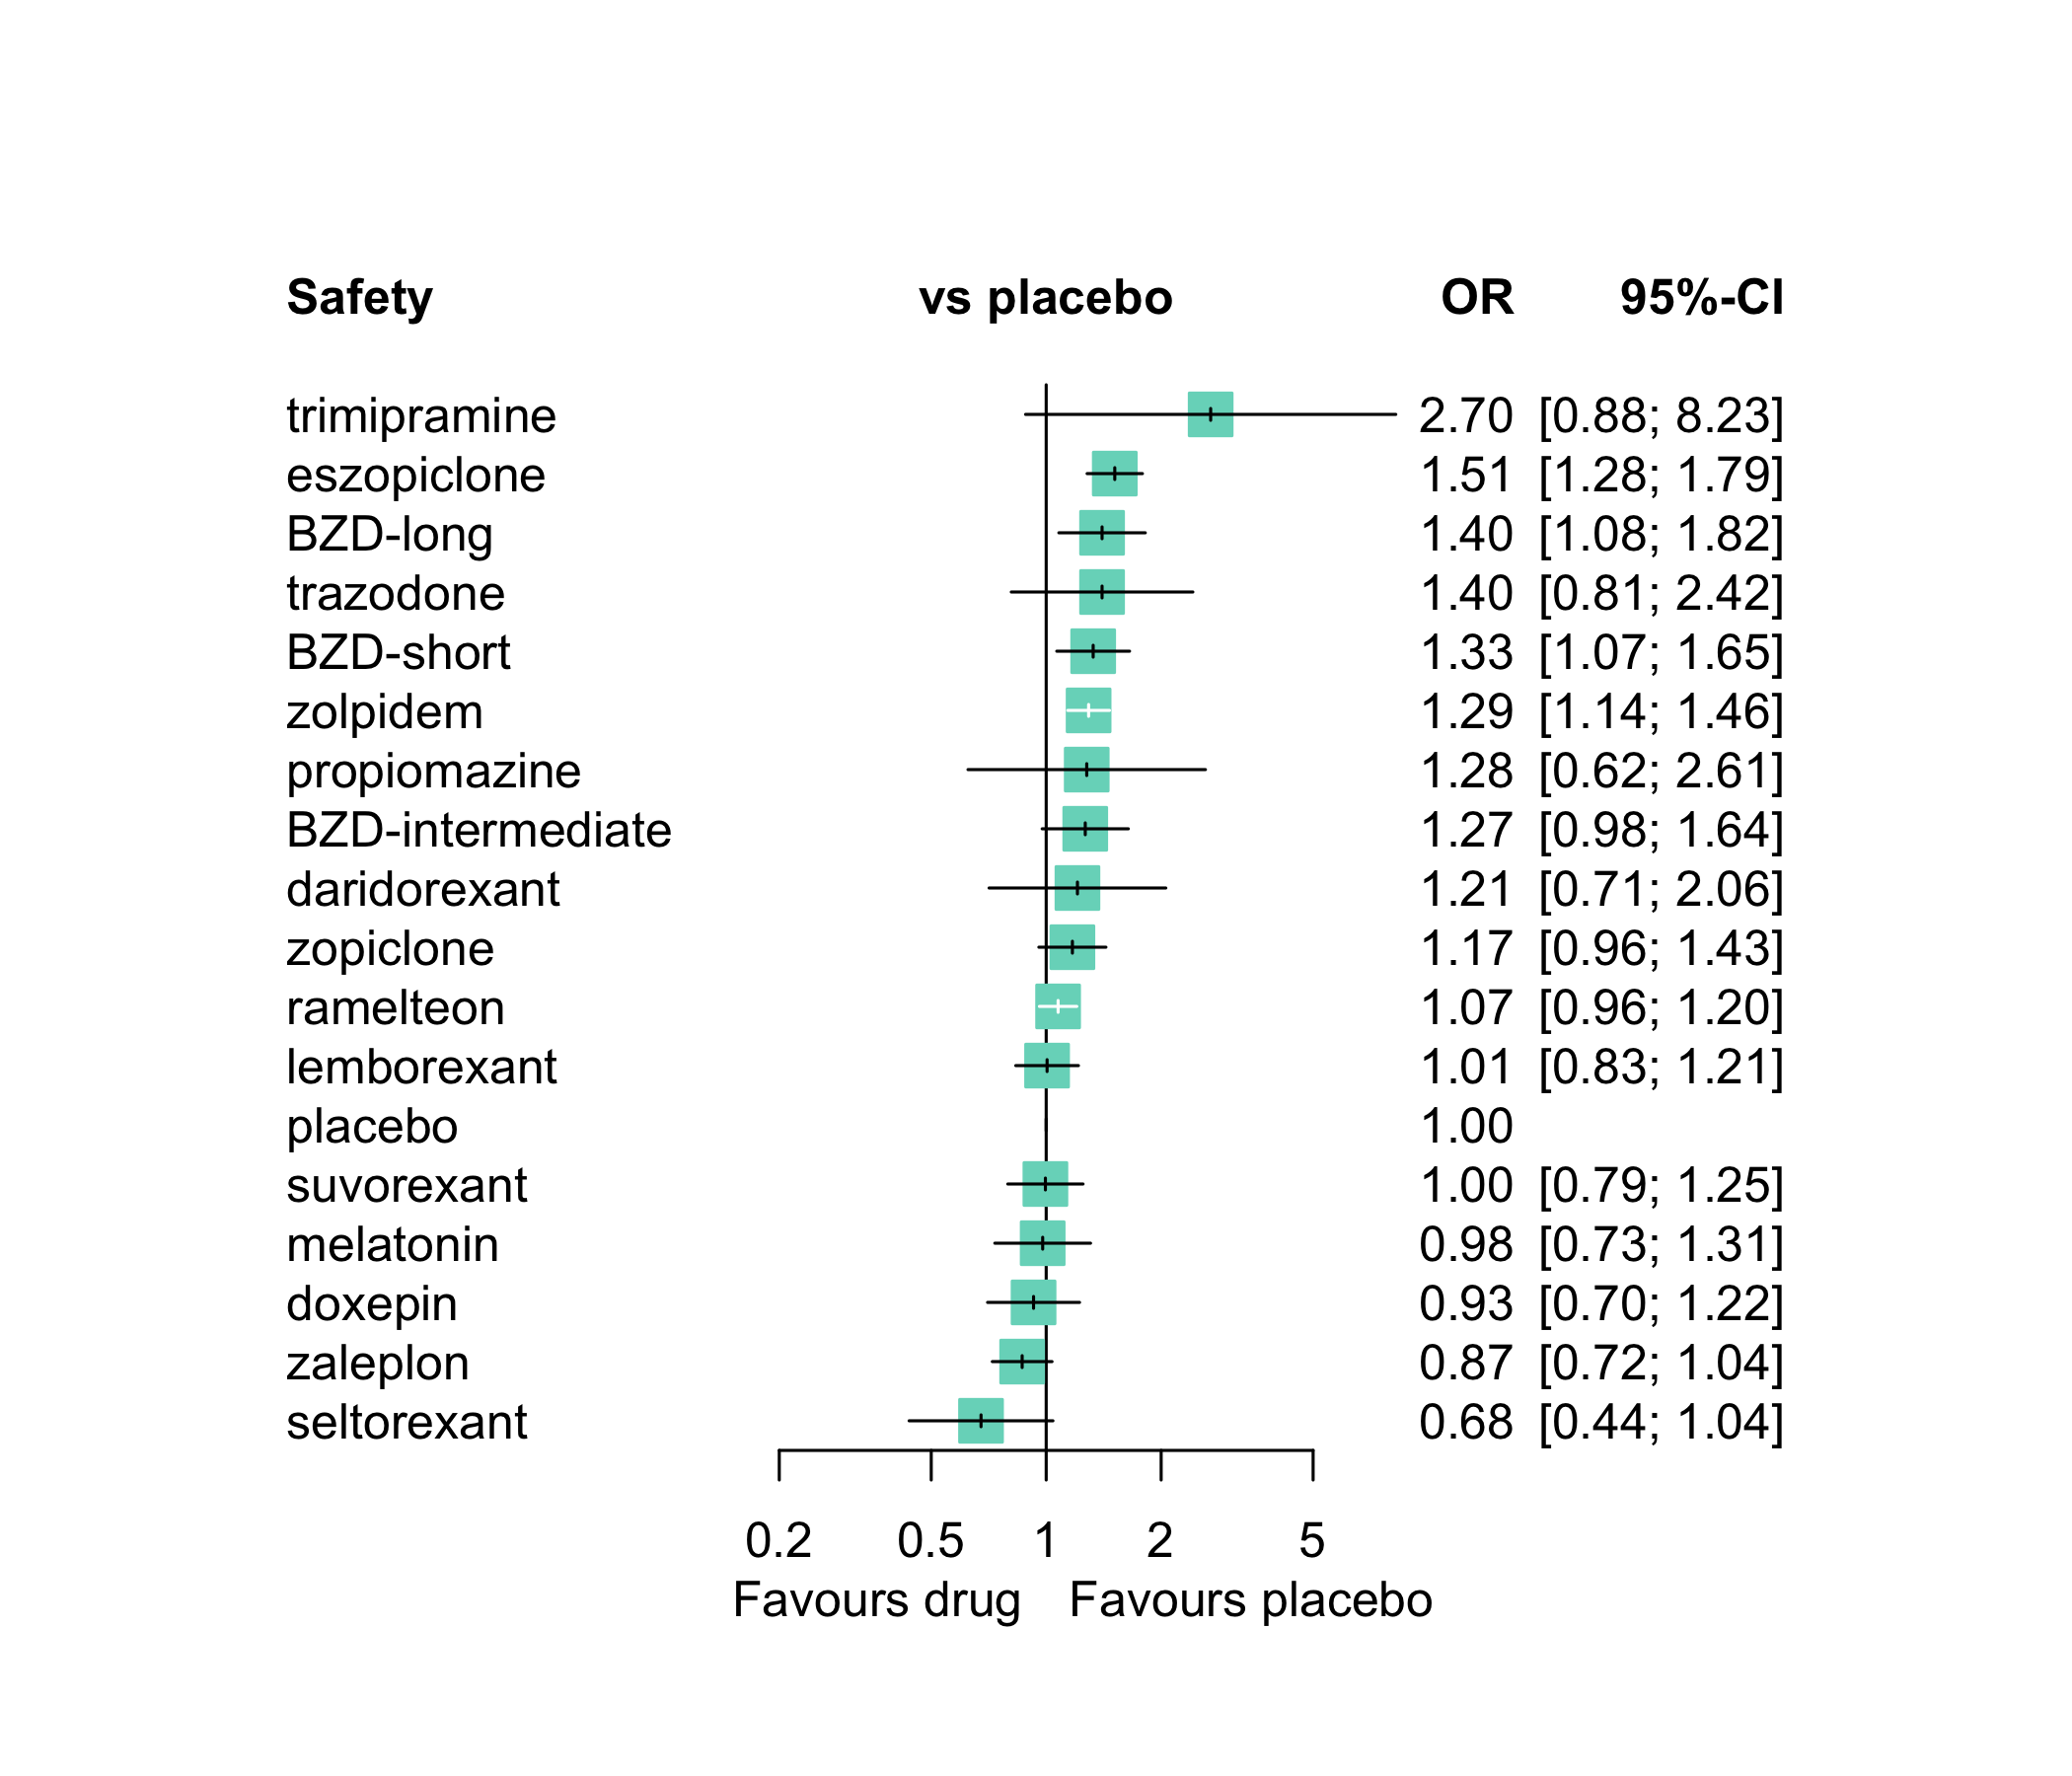 Safety vs placebo OR 95%-CI
trimipramine 2.70 [0.88; 8.23]
eszopiclone 1.51 [1.28; 1.79]
BZD-long 1.40 [1.08; 1.82]
trazodone 1.40 [0.81; 2.42]
BZD-short 1.33 [1.07; 1.65]
zolpidem 1.29 [1.14; 1.46]
propiomazine 1.28 [0.62; 2.61]
BZD-intermediate 1.27 [0.98; 1.64]
daridorexant 1.21 [0.71; 2.06]
zopiclone 1.17 [0.96; 1.43]
ramelteon 1.07 [0.96; 1.20]
lemborexant 1.01 [0.83; 1.21]
placebo 1.00
suvorexant 1.00 [0.79; 1.25]
melatonin 0.98 [0.73; 1.31]
doxepin 0.93 [0.70; 1.22]
zaleplon 0.87 [0.72; 1.04]
seltorexant 0.68 [0.44; 1.04]
0.2 0.5 1 2 5
Favours drug Favours placebo